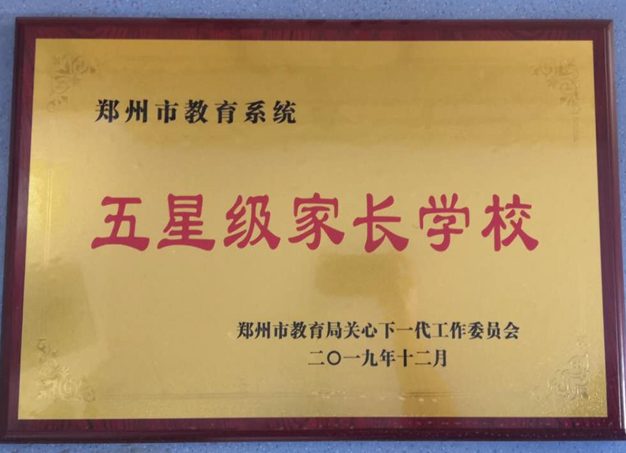 郑州市教育系统
五星级家长学校
郑州市教育局关心下一代工作委员会
二〇一九年十二月